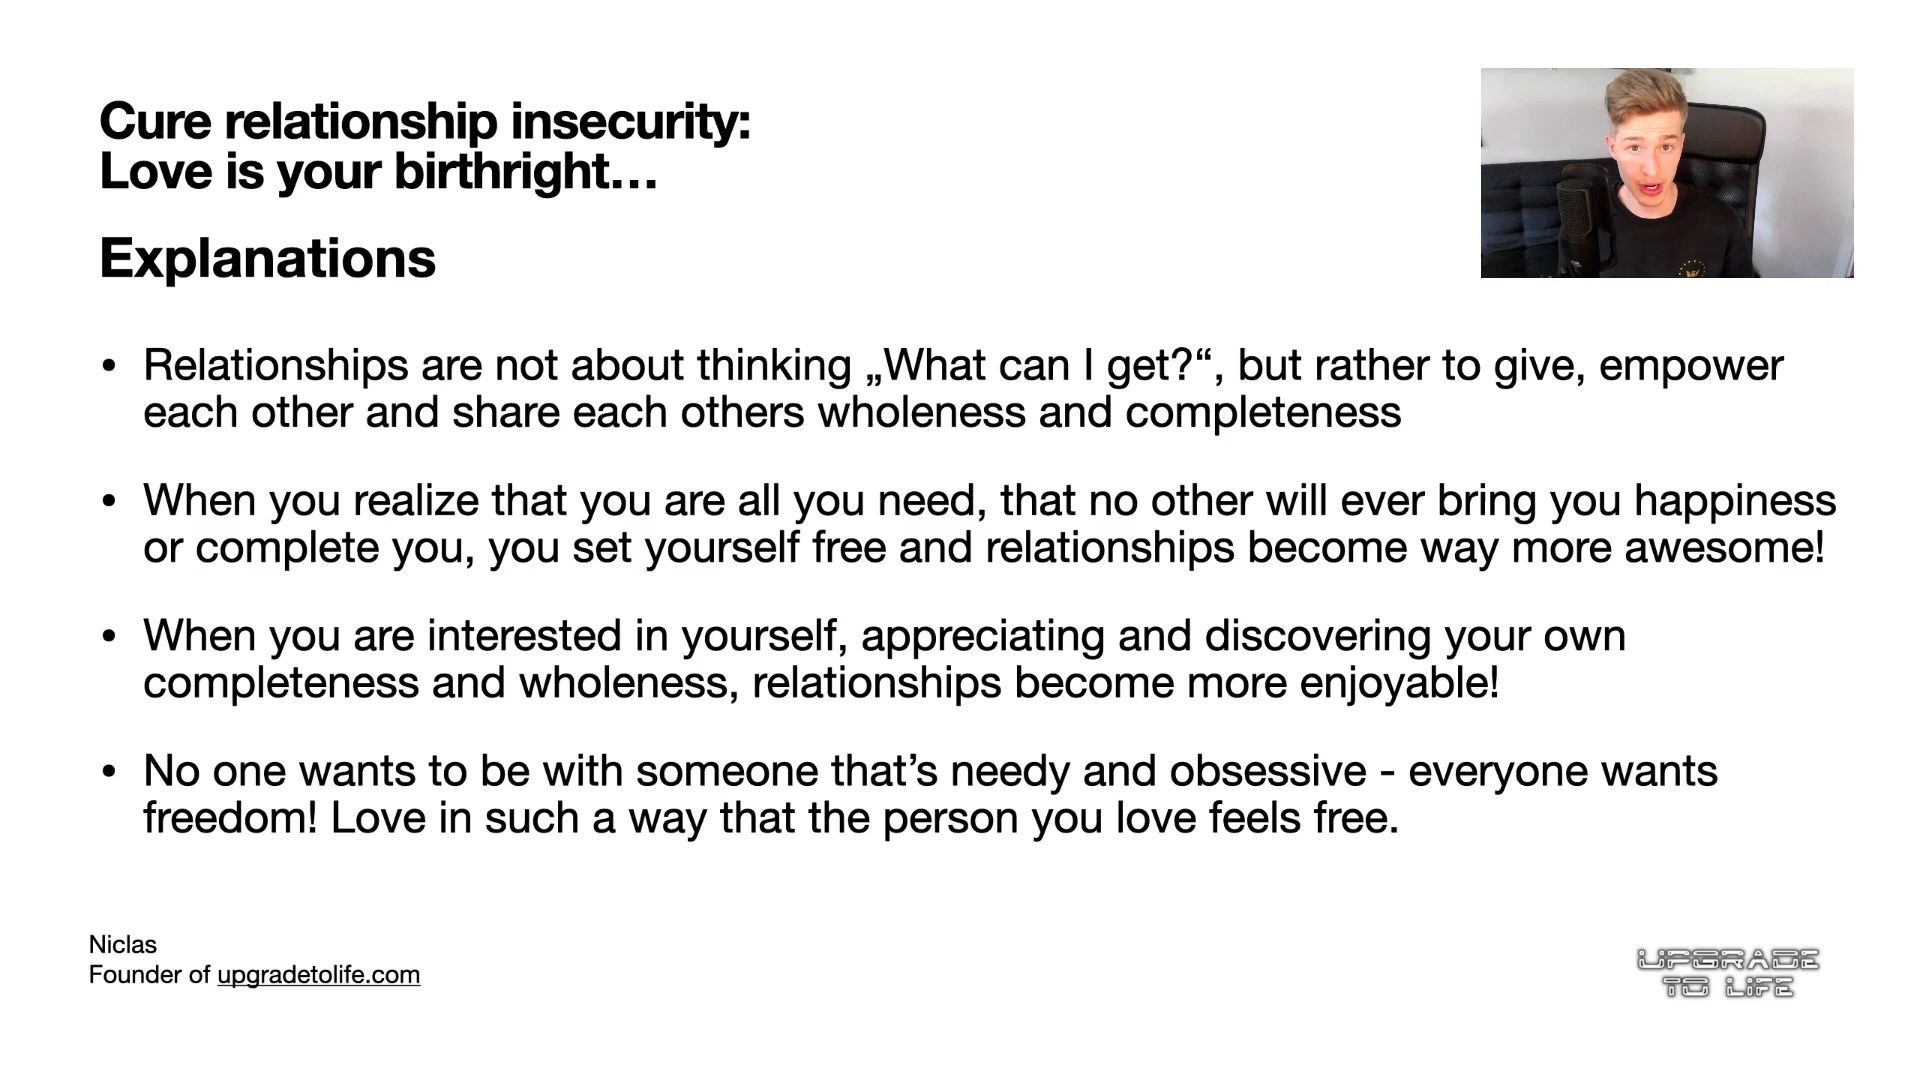 Cure relationship insecurity:
Love is your birthright…
Explanations
• Relationships are not about thinking „What can I get?“, but rather to give, empower
each other and share each others wholeness and completeness
• When you realize that you are all you need, that no other will ever bring you happiness
or complete you, you set yourself free and relationships become way more awesome!
• When you are interested in yourself, appreciating and discovering your own
completeness and wholeness, relationships become more enjoyable!
• No one wants to be with someone that’s needy and obsessive - everyone wants
freedom! Love in such a way that the person you love feels free.
Niclas
Founder of upgradetolife.com
UPGRADE
TO LIFE